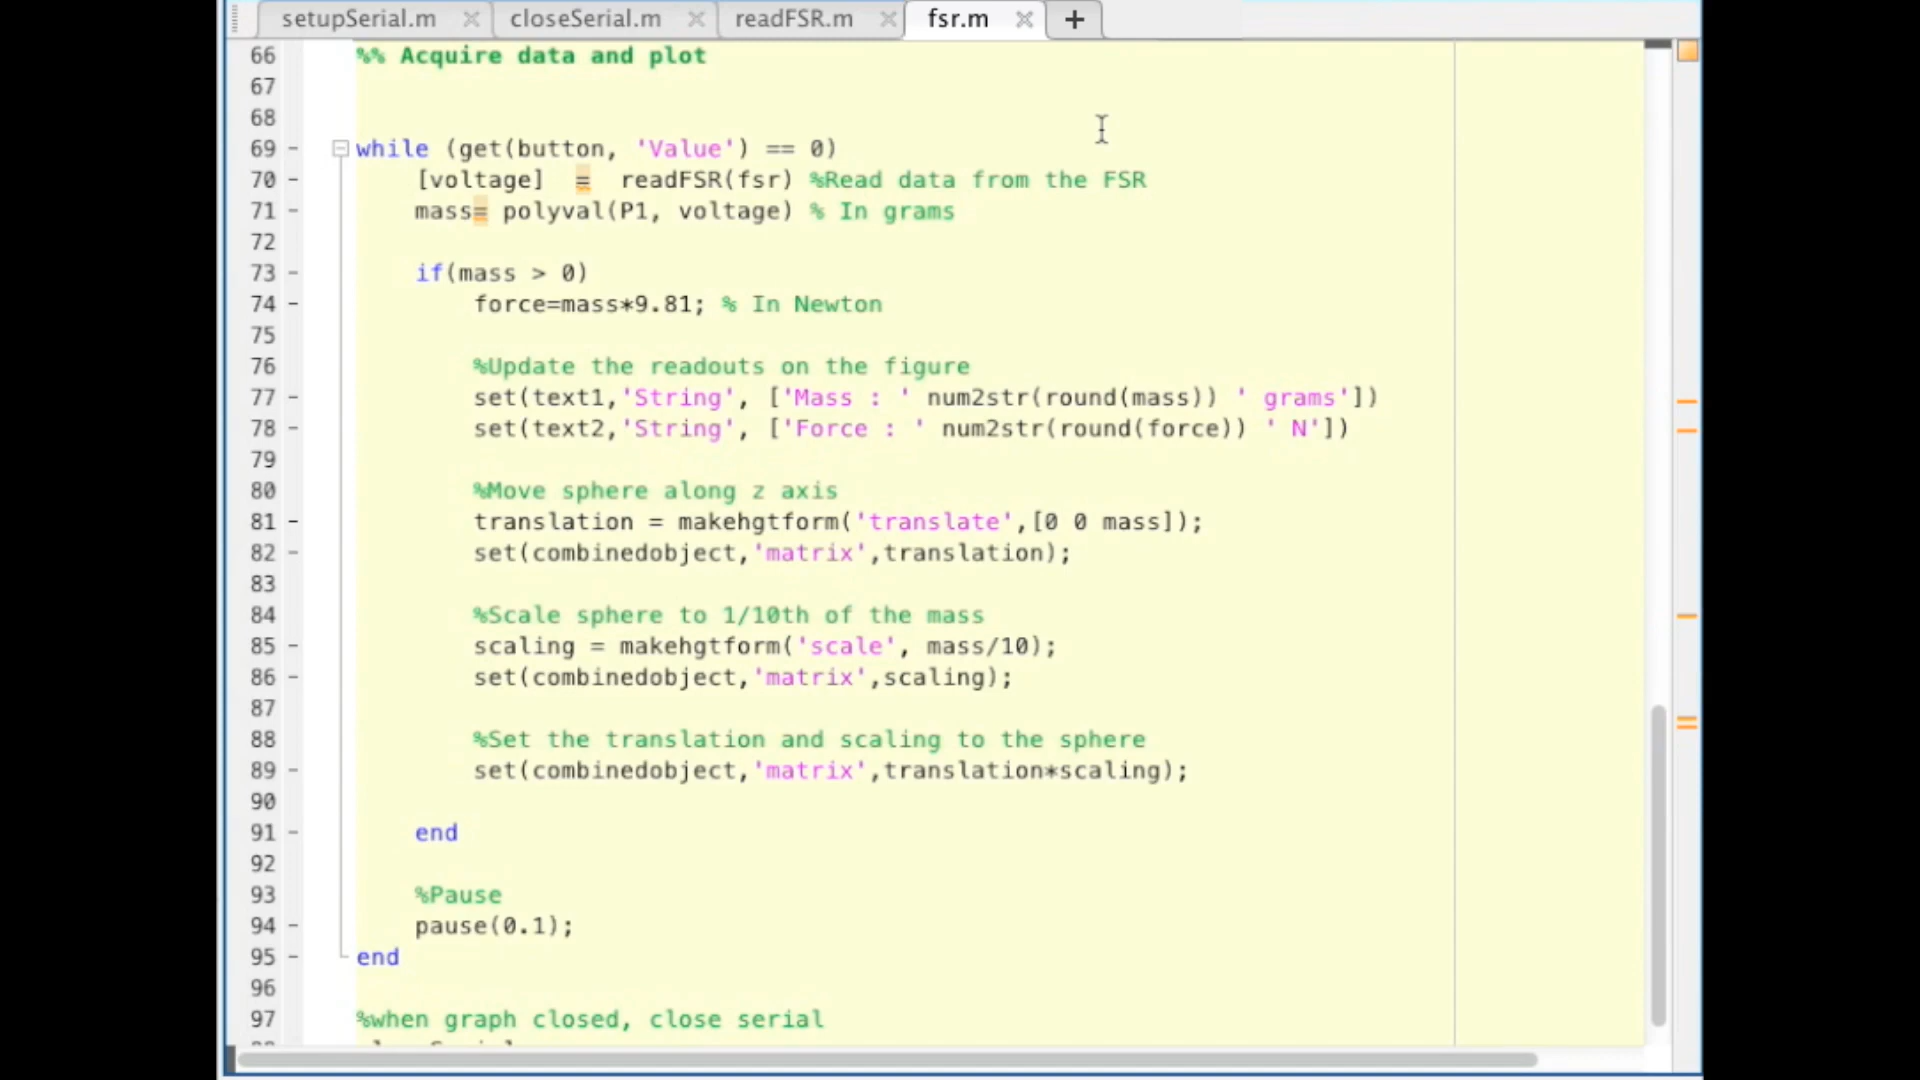 setupSerial.m × closeSerial.m × readFSR.m × fsr.m × +
66 %% Acquire data and plot
67
68
69 - while (get(button, 'Value') == 0)
70 - [voltage] = readFSR(fsr) %Read data from the FSR
71 - mass= polyval(P1, voltage) % In grams
72
73 - if(mass > 0)
74 - force=mass*9.81; % In Newton
75
76 %Update the readouts on the figure
77 - set(text1,'String', ['Mass : ' num2str(round(mass)) ' grams'])
78 - set(text2,'String', ['Force : ' num2str(round(force)) ' N'])
79
80 %Move sphere along z axis
81 - translation = makehgtform('translate',[0 0 mass]);
82 - set(combinedobject,'matrix',translation);
83
84 %Scale sphere to 1/10th of the mass
85 - scaling = makehgtform('scale', mass/10);
86 - set(combinedobject,'matrix',scaling);
87
88 %Set the translation and scaling to the sphere
89 - set(combinedobject,'matrix',translation*scaling);
90
91 - end
92
93 %Pause
94 - pause(0.1);
95 - end
96
97 %when graph closed, close serial